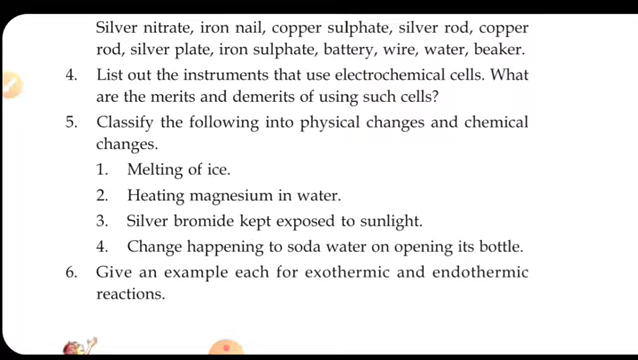 Silver nitrate, iron nail, copper sulphate, silver rod, copper
rod, silver plate, iron sulphate, battery, wire, water, beaker.
4. List out the instruments that use electrochemical cells. What
are the merits and demerits of using such cells?
5. Classify the following into physical changes and chemical
changes.
1. Melting of ice.
2. Heating magnesium in water.
3. Silver bromide kept exposed to sunlight.
4. Change happening to soda water on opening its bottle.
6. Give an example each for exothermic and endothermic
reactions.